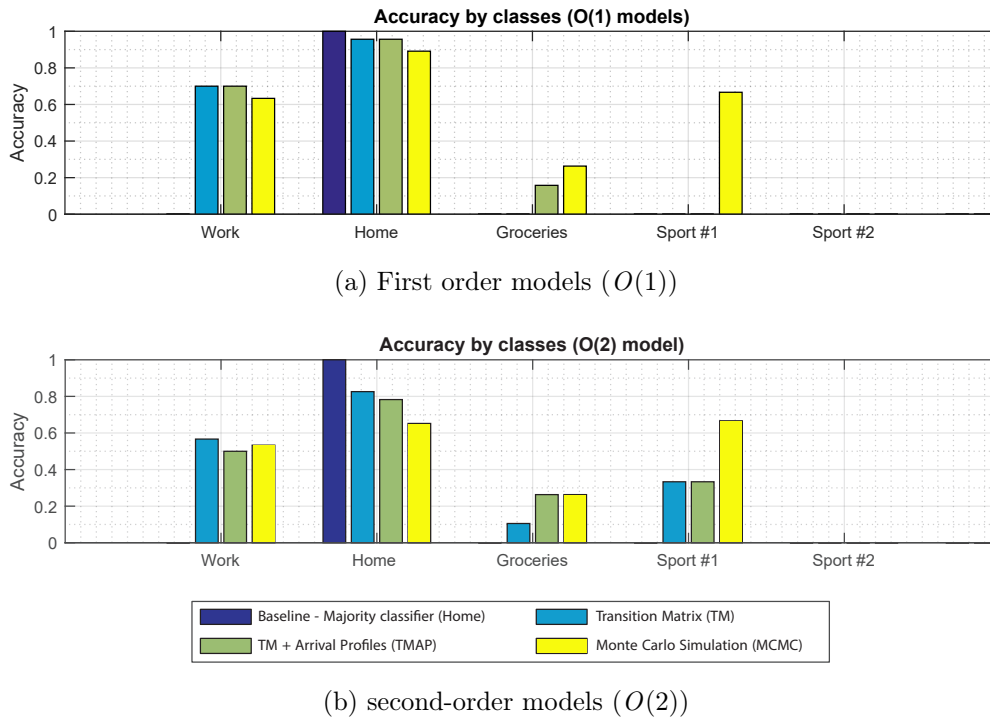 Accuracy by classes (O(1) models)
1
0.8
0.6
0.4
0.2
0
Accuracy
Work Home Groceries Sport #1 Sport #2
(a) First order models (O(1))
Accuracy by classes (O(2) model)
1
0.8
0.6
0.4
0.2
0
Accuracy
Work Home Groceries Sport #1 Sport #2
Baseline - Majority classifier (Home) Transition Matrix (TM)
TM + Arrival Profiles (TMAP) Monte Carlo Simulation (MCMC)
(b) second-order models (O(2))